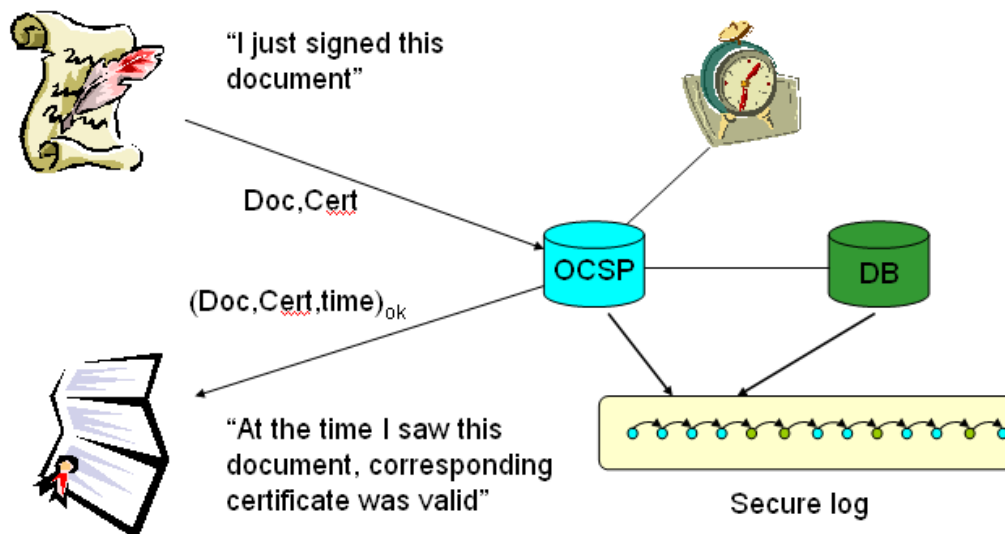 “I just signed this
document”
Doc,Cert
OCSP
DB
(Doc,Cert,time)ok
“At the time I saw this
document, corresponding
certificate was valid”
Secure log